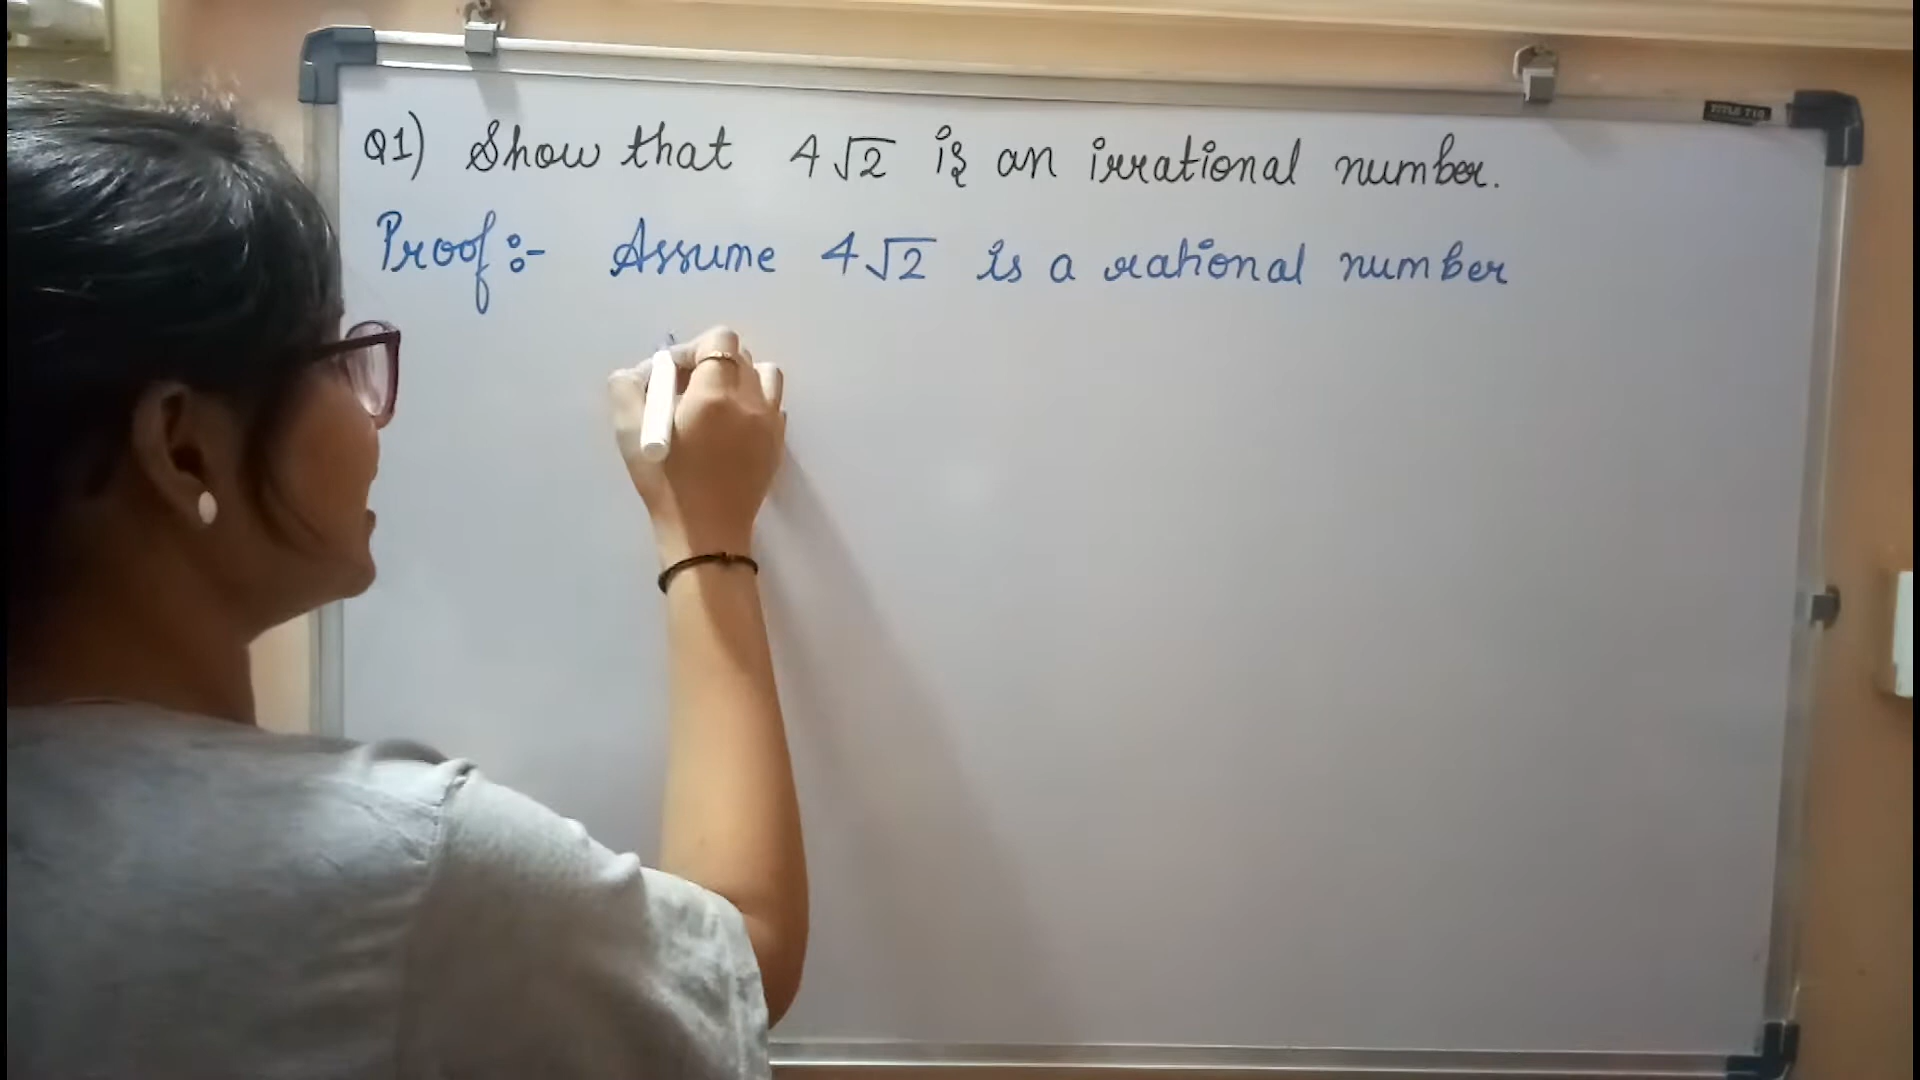 Q1) Show that 4√2 is an irrational number.
Proof:- Assume 4√2 is a rational number